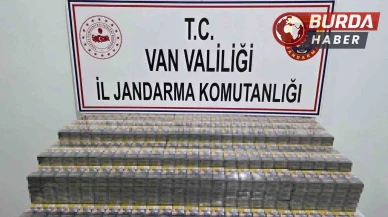 BURDA
HABER
T.C.
VAN VALİLİĞİ
İL JANDARMA KOMUTANLIĞI